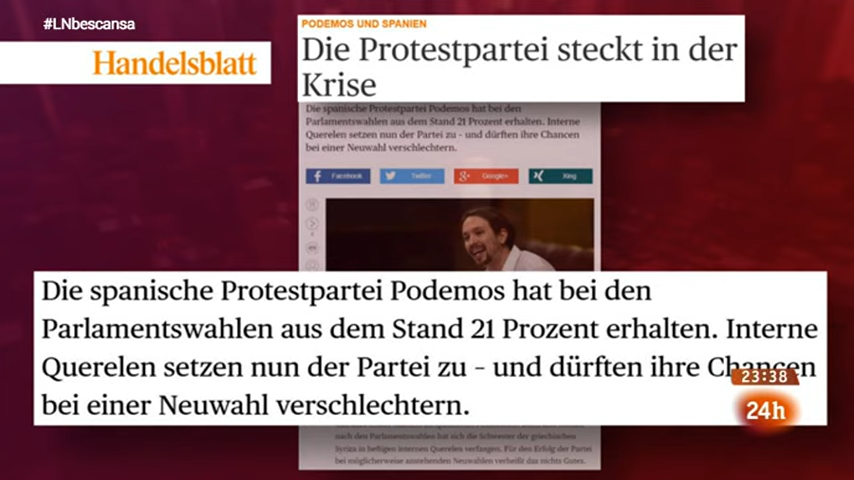 #LNbescansa
Handelsblatt
PODEMOS UND SPANIEN
Die Protestpartei steckt in der
Krise
Die spanische Protestpartei Podemos hat bei den
Parlamentswahlen aus dem Stand 21 Prozent erhalten. Interne
Querelen setzen nun der Partei zu – und dürften ihre Chancen
bei einer Neuwahl verschlechtern.
Facebook
Twitter
Google+
Xing
Die spanische Protestpartei Podemos hat bei den
Parlamentswahlen aus dem Stand 21 Prozent erhalten. Interne
Querelen setzen nun der Partei zu – und dürften ihre Chancen
bei einer Neuwahl verschlechtern.
23:38
24h
nach den Parlamentswahlen hat sich die Schwester der griechischen
Syriza in heftigen internen Querelen verfangen. Für den Erfolg der Partei
bei möglicherweise anstehenden Neuwahlen verheißt das nichts Gutes.